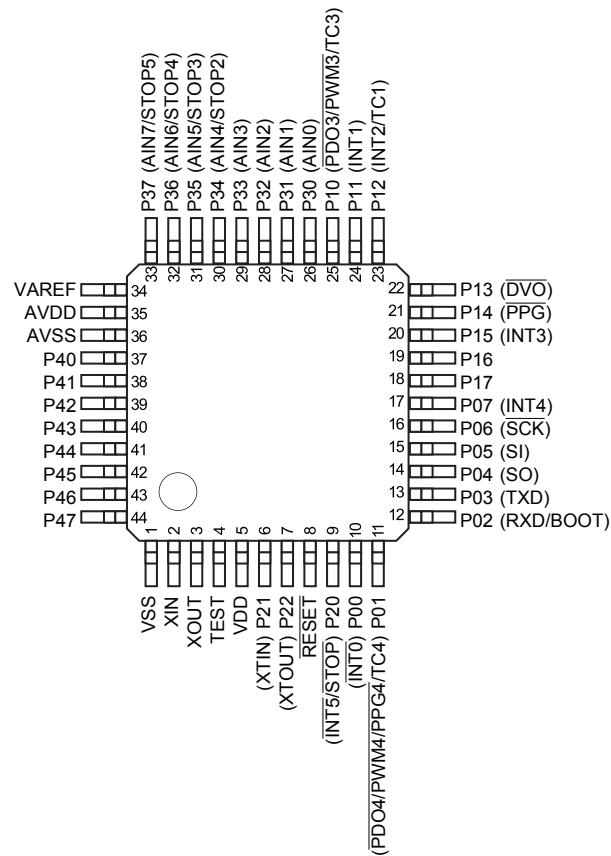 P37 (AIN7/STOP5)
P36 (AIN6/STOP4)
P35 (AIN5/STOP3)
P34 (AIN4/STOP2)
P33 (AIN3)
P32 (AIN2)
P31 (AIN1)
P30 (AIN0)
P10 (PDO3/PWM3/TC3)
P11 (INT1)
P12 (INT2/TC1)
33 32 31 30 29 28 27 26 25 24 23
VAREF 34
AVDD 35
AVSS 36
P40 37
P41 38
P42 39
P43 40
P44 41
P45 42
P46 43
P47 44
22 P13 (DVO)
21 P14 (PPG)
20 P15 (INT3)
19 P16
18 P17
17 P07 (INT4)
16 P06 (SCK)
15 P05 (SI)
14 P04 (SO)
13 P03 (TXD)
12 P02 (RXD/BOOT)
1 2 3 4 5 6 7 8 9 10 11
VSS
XIN
XOUT
TEST
VDD
(XTIN) P21
(XTOUT) P22
RESET
(INT5/STOP) P20
(INT0) P00
(PDO4/PWM4/PPG4/TC4) P01